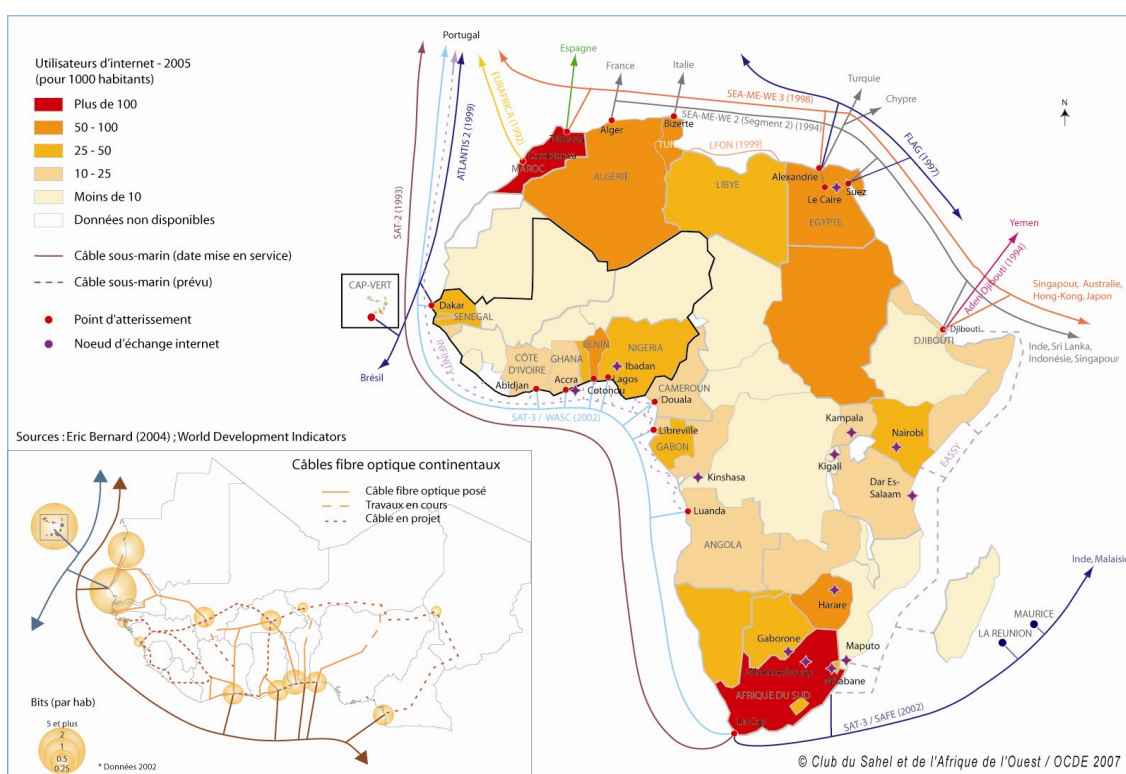 Utilisateurs d'internet - 2005
(pour 1000 habitants)
Plus de 100
50 - 100
25 - 50
10 - 25
Moins de 10
Données non disponibles
Câble sous-marin (date mise en service)
Câble sous-marin (prévu)
Point d'atterissement
Noeud d'échange internet
Portugal
Espagne
France
Italie
Turquie
Chypre
N
SAT-2 (1993)
ATLANTIS 2 (1999)
EURAFRICA (1992)
SEA-ME-WE 3 (1998)
SEA-ME-WE 2 (Segment 2) (1994)
FLAG (1997)
LFON (1999)
Alger
Bizerte
Casablanca
MAROC
ALGERIE
LIBYE
Alexandrie
Le Caire
Suez
EGYPTE
Yemen
Aden-Djibouti (1994)
Singapour, Australie,
Hong-Kong, Japon
Djibouti
DJIBOUTI
Inde, Sri Lanka,
Indonésie, Singapour
CAP-VERT
Brésil
Dakar
SENEGAL
INFINITY
CÔTE
D'IVOIRE
GHANA
BENIN
NIGERIA
Ibadan
Abidjan
Accra
Cotonou
Lagos
CAMEROUN
Douala
SAT-3 / WASC (2002)
Libreville
GABON
Kampala
Nairobi
Kigali
Kinshasa
Dar Es-
Salaam
EASSY
Luanda
ANGOLA
Harare
Gaborone
Maputo
Johannesbourg
Mbabane
AFRIQUE DU SUD
Le Cap
SAT-3 / SAFE (2002)
Inde, Malaisie
MAURICE
LA REUNION
Sources : Eric Bernard (2004) ; World Development Indicators
Câbles fibre optique continentaux
Câble fibre optique posé
Travaux en cours
Câble en projet
Bits (par hab)
5 et plus
2
1
0.5
0.25
* Données 2002
© Club du Sahel et de l'Afrique de l'Ouest / OCDE 2007